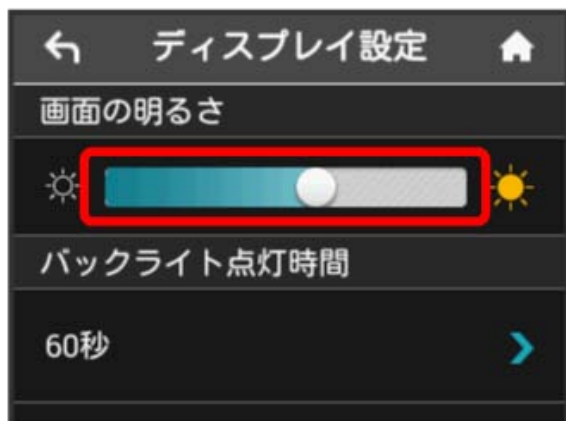 ディスプレイ設定
画面の明るさ
バックライト点灯時間
60秒